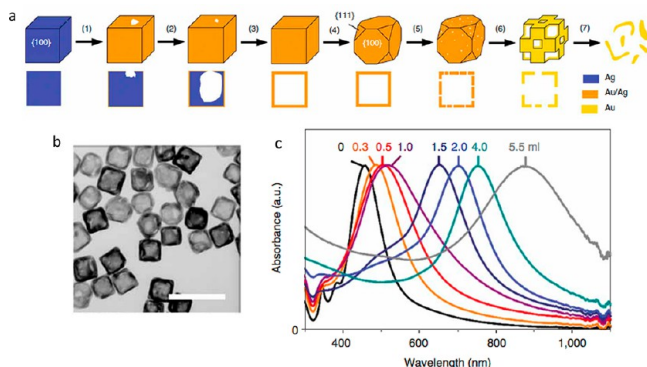 a
{100}
(1)
(2)
(3)
(4)
{111}
{100}
(5)
(6)
(7)
Ag
Au/Ag
Au
b
c
0 0.3 0.5 1.0 1.5 2.0 4.0 5.5 ml
Absorbance (a.u.)
0
400 600 800 1,000
Wavelength (nm)